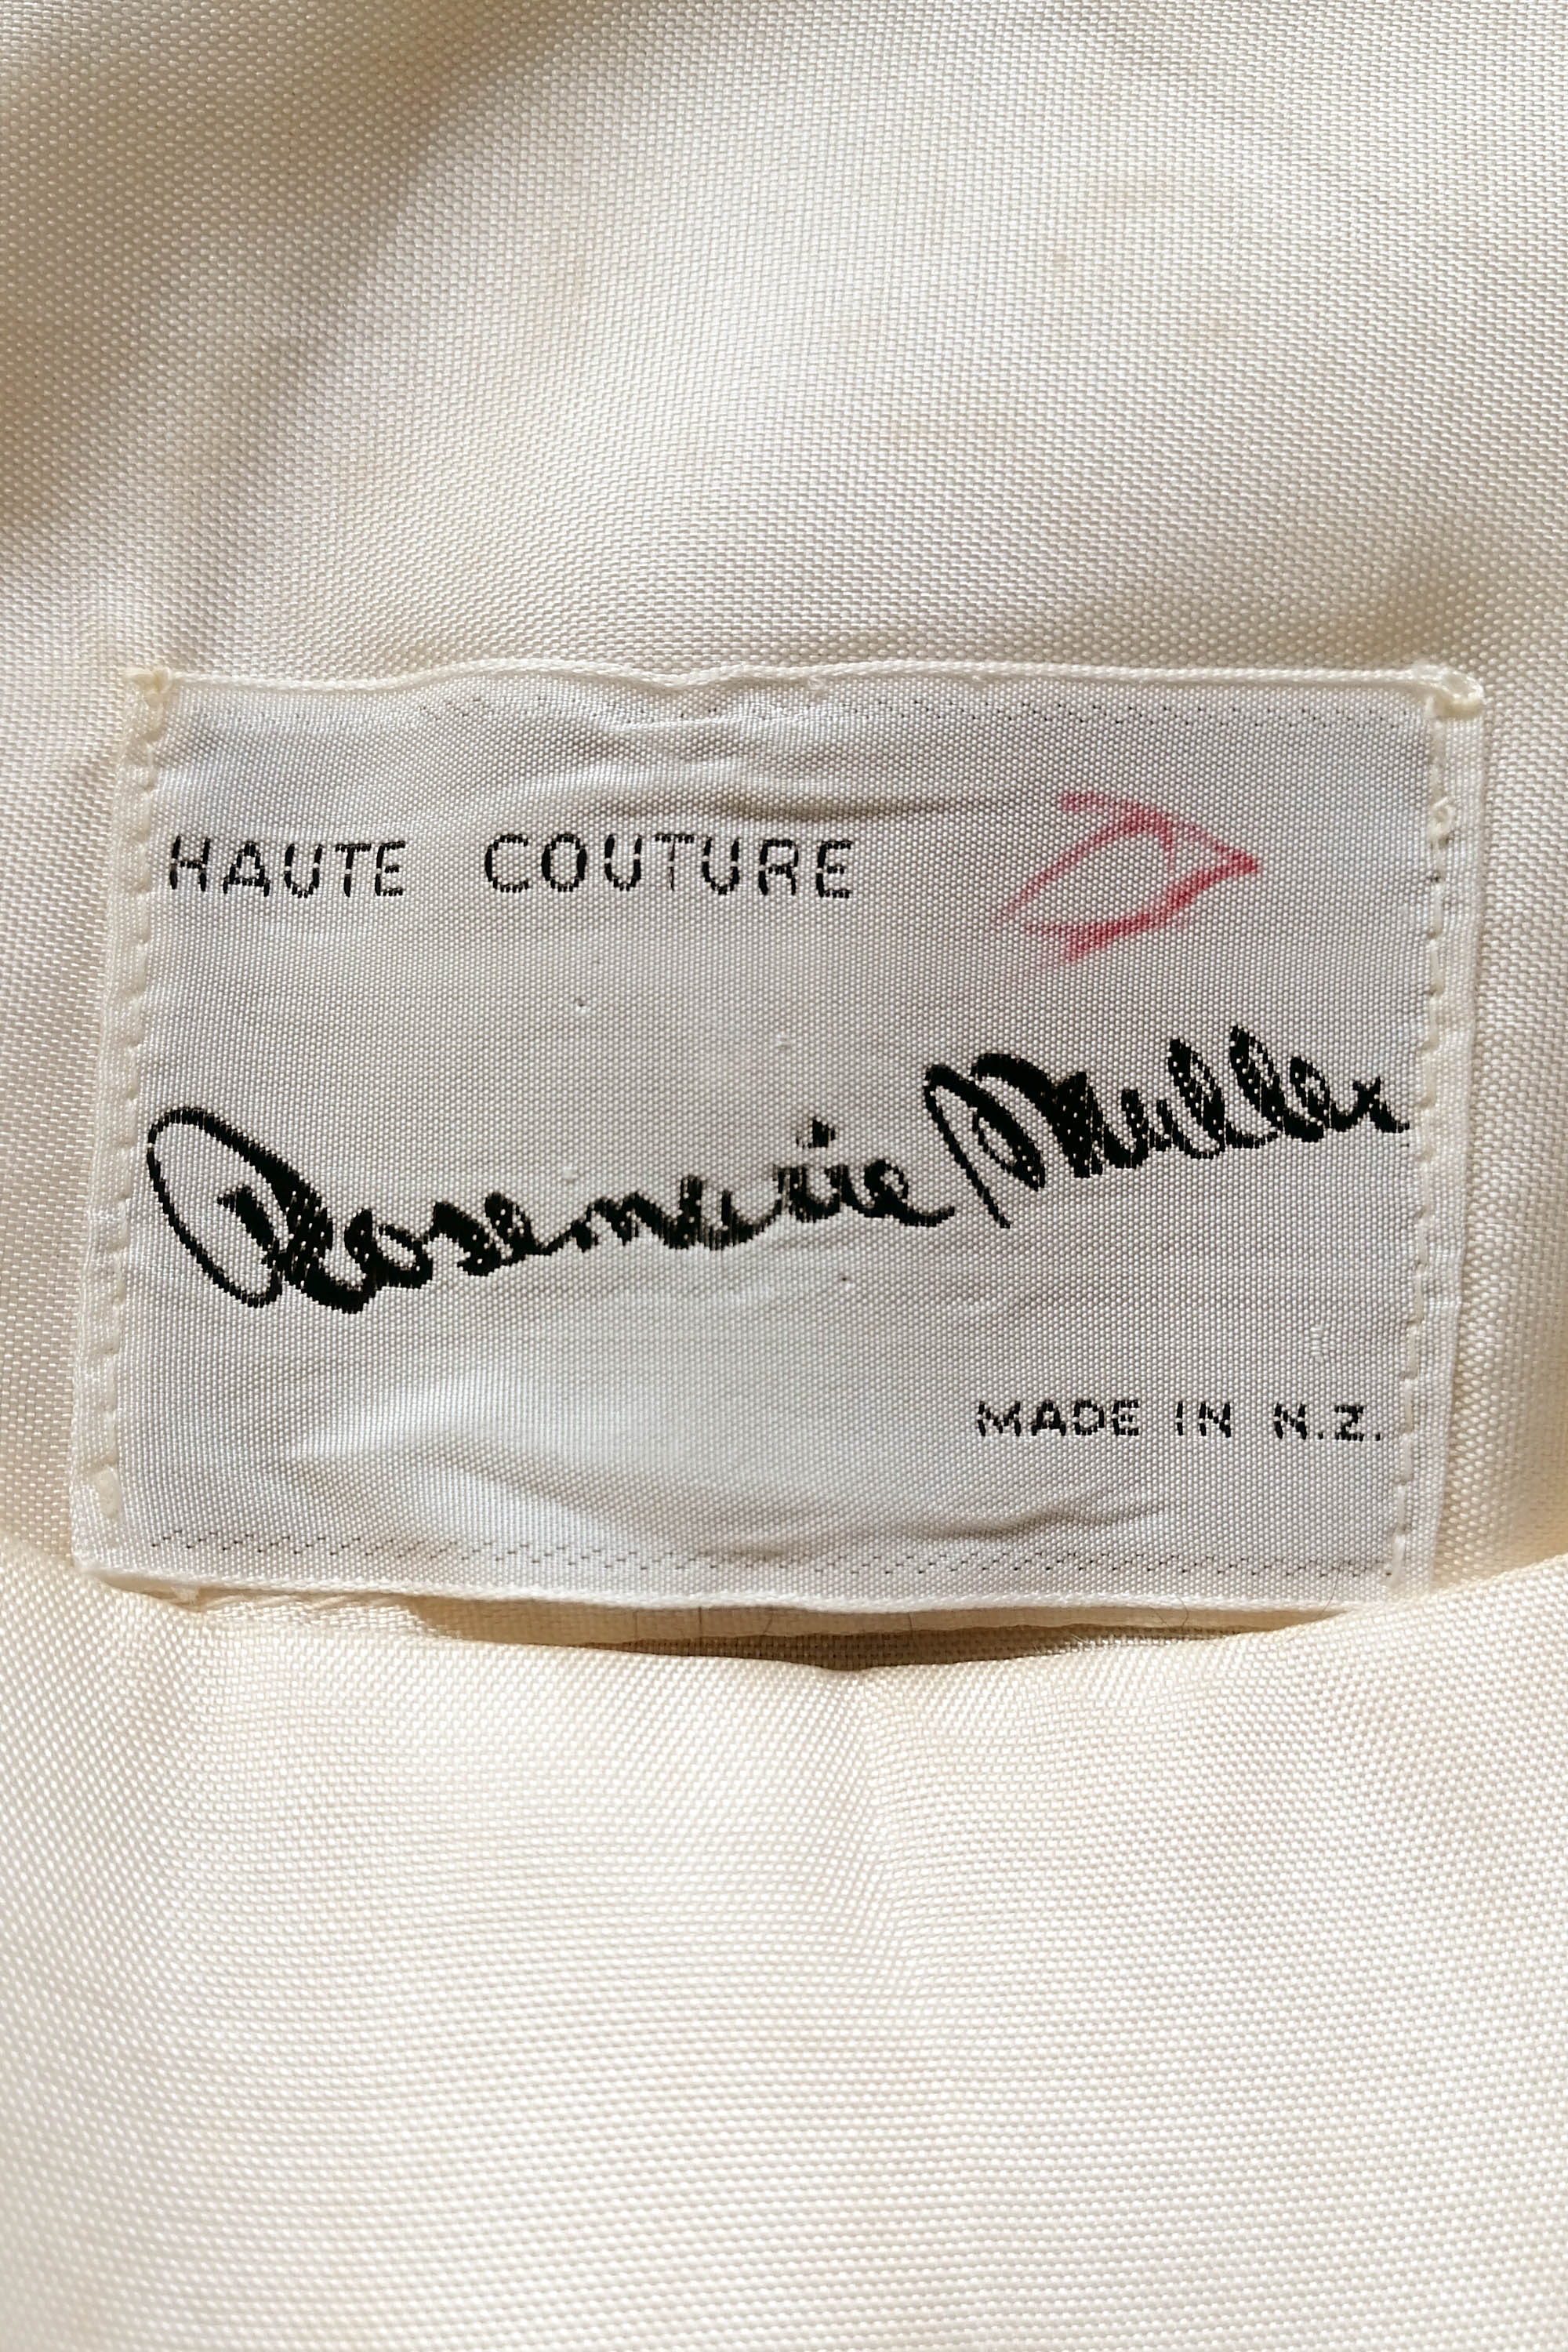 HAUTE COUTURE
Rosemarie Muller
MADE IN N.Z.